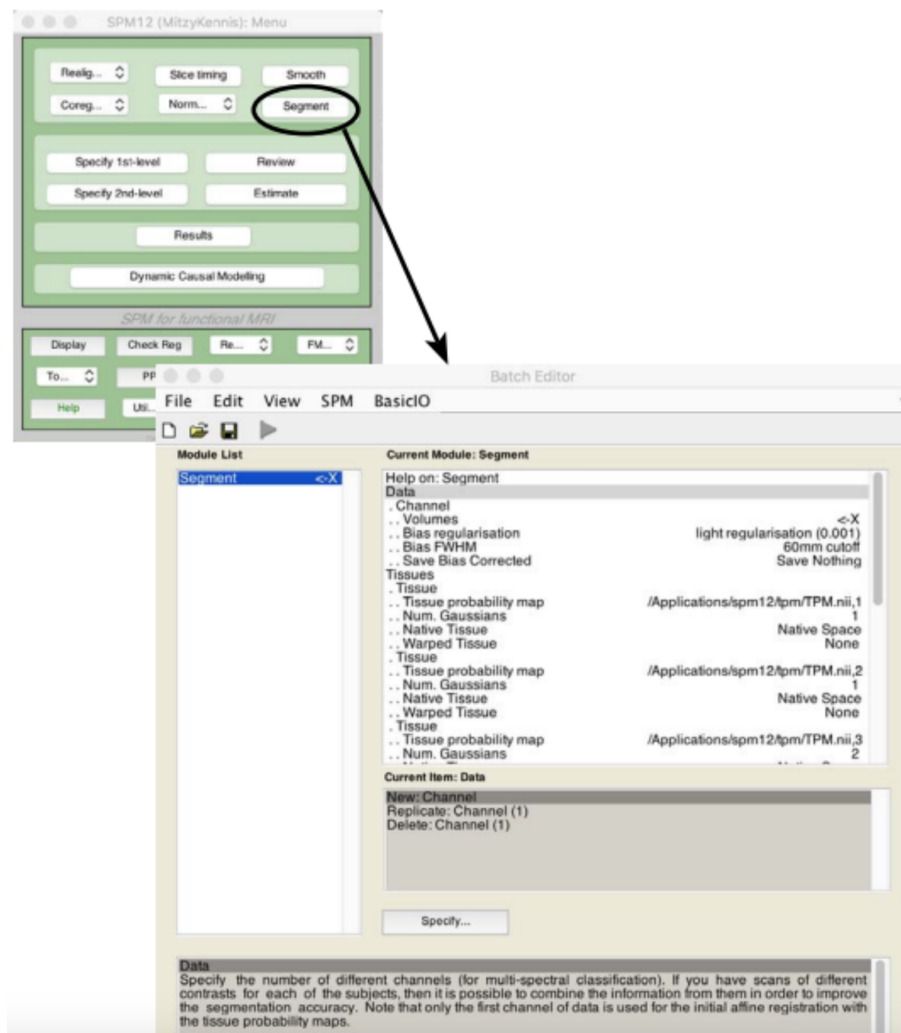 SPM12 (MitzyKennis): Menu
Realig... Slice timing Smooth
Coreg... Norm... Segment
Specify 1st-level Review
Specify 2nd-level Estimate
Results
Dynamic Causal Modelling
SPM for functional MRI
Display Check Reg Re... FM...
To... PP
Help Uti...
Batch Editor
File Edit View SPM BasicIO
Module List
Segment <-X
Current Module: Segment
Help on: Segment
Data
. Channel
. . Volumes <-X
. . Bias regularisation light regularisation (0.001)
. . Bias FWHM 60mm cutoff
. . Save Bias Corrected Save Nothing
Tissues
. Tissue
. . Tissue probability map /Applications/spm12/tpm/TPM.nii,1
. . Num. Gaussians 1
. . Native Tissue Native Space
. . Warped Tissue None
. Tissue
. . Tissue probability map /Applications/spm12/tpm/TPM.nii,2
. . Num. Gaussians 1
. . Native Tissue Native Space
. . Warped Tissue None
. Tissue
. . Tissue probability map /Applications/spm12/tpm/TPM.nii,3
. . Num. Gaussians 2
Current Item: Data
New: Channel
Replicate: Channel (1)
Delete: Channel (1)
Specify...
Data
Specify the number of different channels (for multi-spectral classification). If you have scans of different
contrasts for each of the subjects, then it is possible to combine the information from them in order to improve
the segmentation accuracy. Note that only the first channel of data is used for the initial affine registration with
the tissue probability maps.